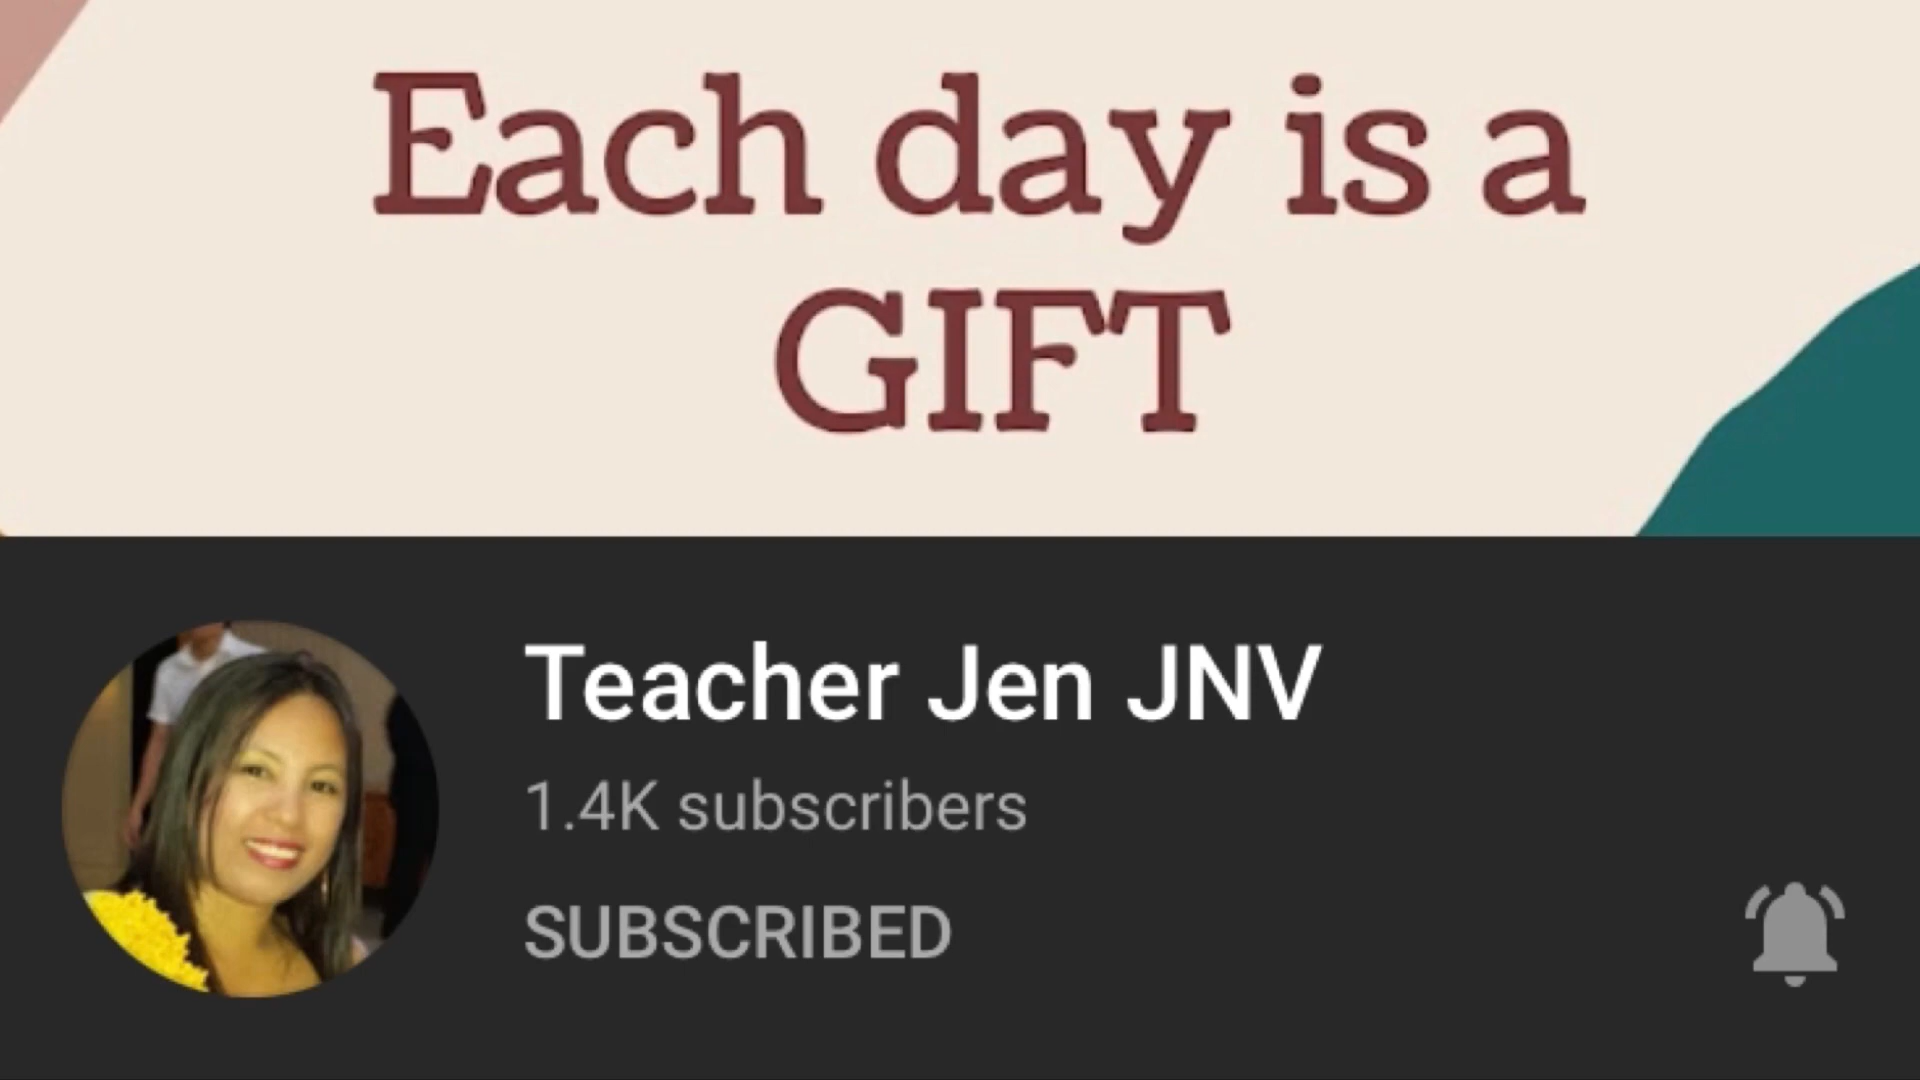 Each day is a
GIFT
Teacher Jen JNV
1.4K subscribers
SUBSCRIBED